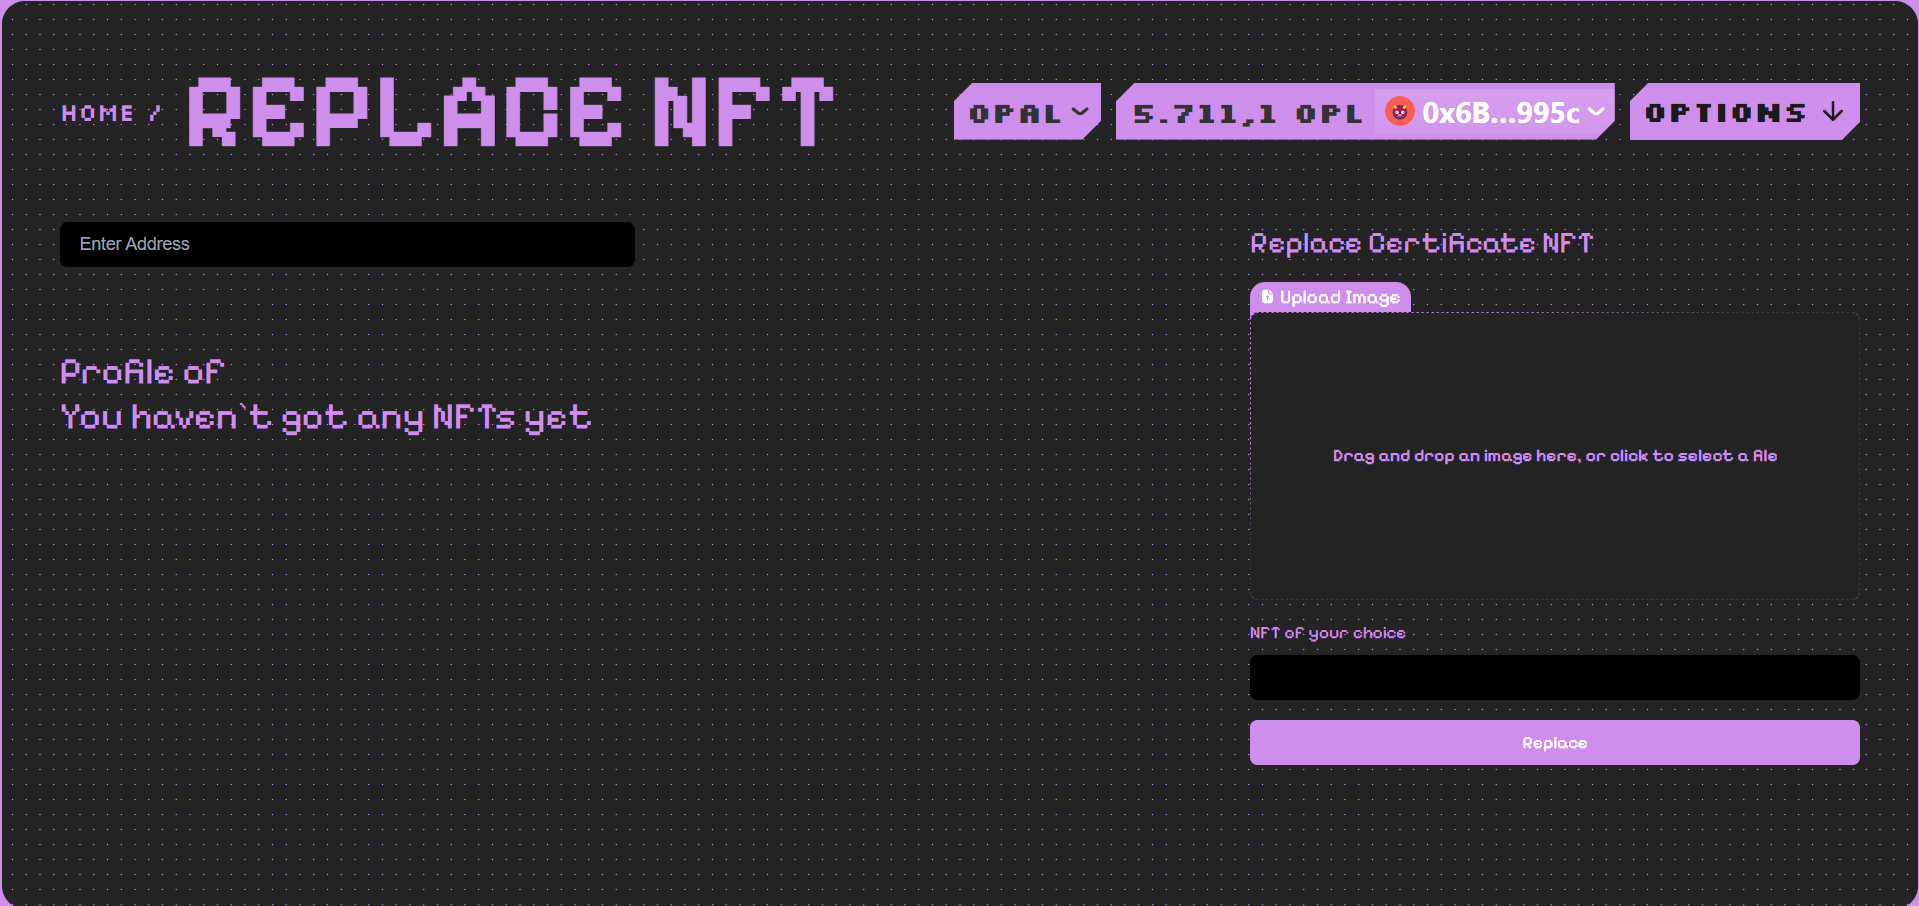 HOME / REPLACE NFT
OPAL
5.711,1 OPL
0x6B...995c
OPTIONS
Enter Address
Profile of
You haven`t got any NFTs yet
Replace Certificate NFT
Upload Image
Drag and drop an image here, or click to select a file
NFT of your choice
Replace